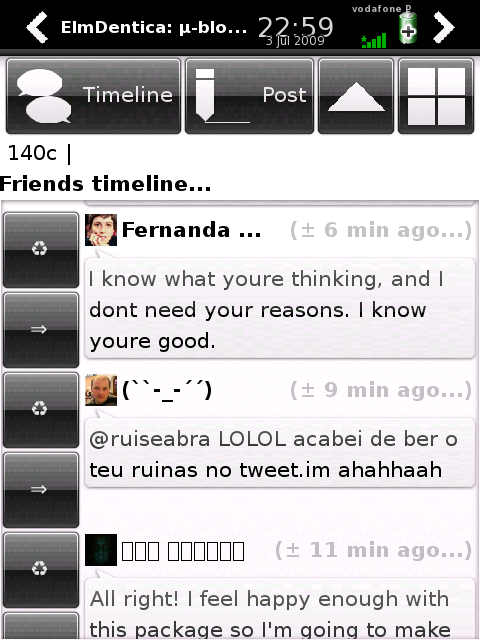 vodafone P
ElmDentica: µ-blo... 22:59
3 Jul 2009
Timeline Post
140c |
Friends timeline...
Fernanda ... (± 6 min ago...)
I know what youre thinking, and I
dont need your reasons. I know
youre good.
(``-_-´´) (± 9 min ago...)
@ruiseabra LOLOL acabei de ber o
teu ruinas no tweet.im ahahhaah
(± 11 min ago...)
All right! I feel happy enough with
this package so I'm going to make